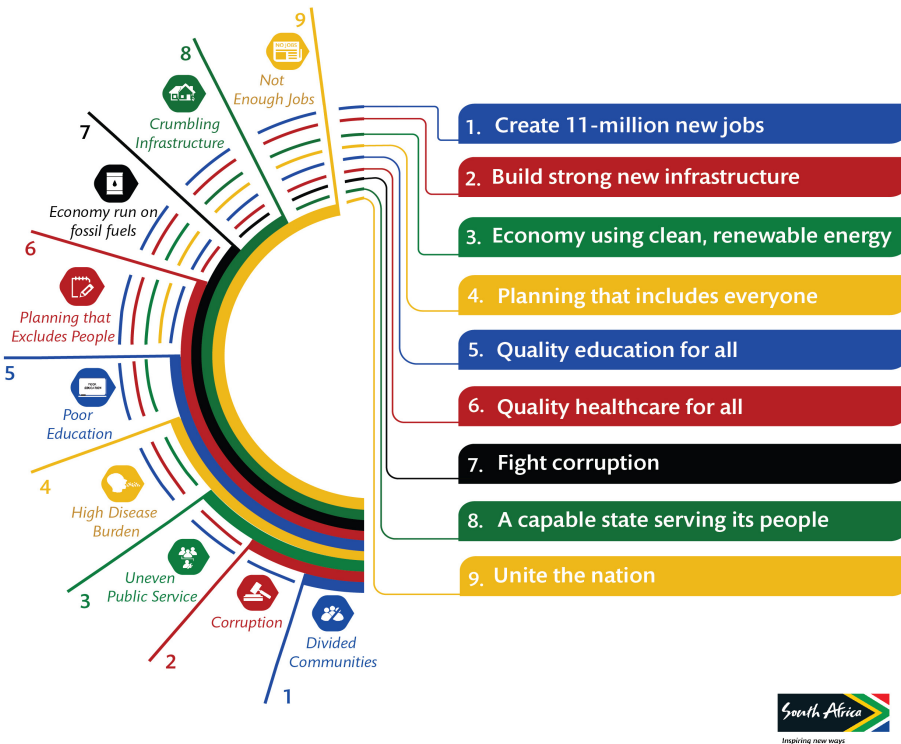 9
NO JOBS
Not
Enough Jobs
8
Crumbling
Infrastructure
7
Economy run on
fossil fuels
6
Planning that
Excludes People
5
POOR
EDUCATION
Poor
Education
4
High Disease
Burden
3
Uneven
Public Service
2
Corruption
1
Divided
Communities
1. Create 11-million new jobs
2. Build strong new infrastructure
3. Economy using clean, renewable energy
4. Planning that includes everyone
5. Quality education for all
6. Quality healthcare for all
7. Fight corruption
8. A capable state serving its people
9. Unite the nation
South Africa
Inspiring new ways